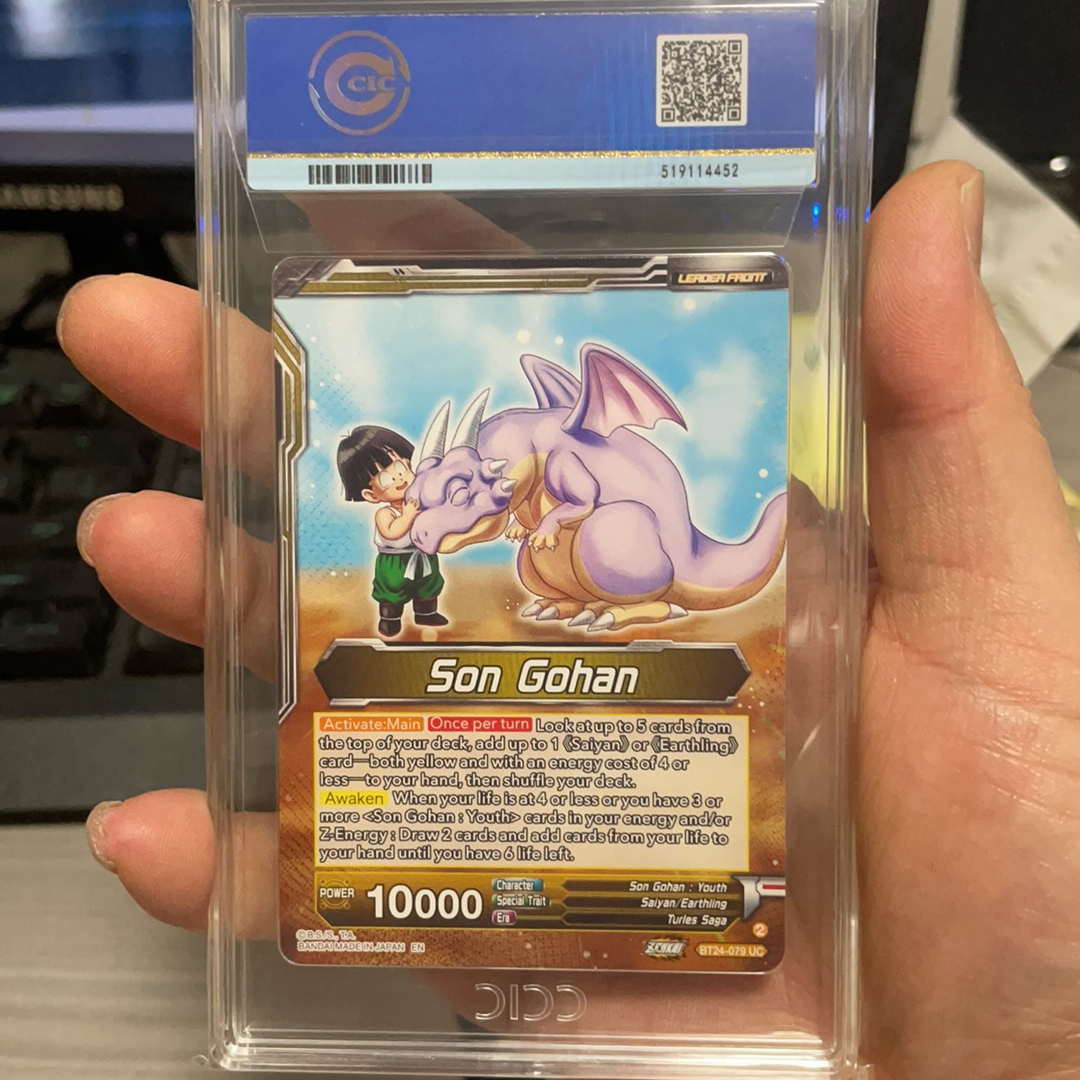 CCIC
519114452
SAMSUNG
LEADER FRONT
Son Gohan
Activate:Main Once per turn Look at up to 5 cards from
the top of your deck, add up to 1 《Saiyan》 or 《Earthling》
card—both yellow and with an energy cost of 4 or
less—to your hand, then shuffle your deck.
Awaken When your life is at 4 or less or you have 3 or
more <Son Gohan : Youth> cards in your energy and/or
Z-Energy : Draw 2 cards and add cards from your life to
your hand until you have 6 life left.
POWER 10000
Character Son Gohan : Youth
Special Trait Saiyan/Earthling
Era Turles Saga
2
©B.S./S., T.A.
BANDAI MADE IN JAPAN EN
ZENKAI BT24-079 UC